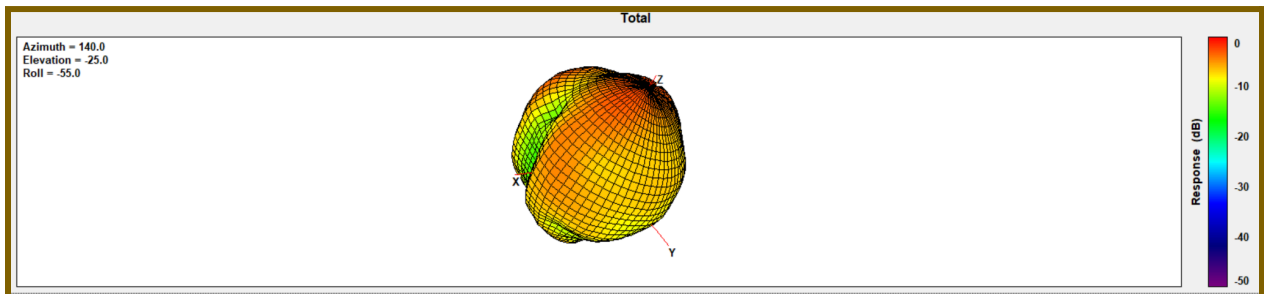 Total
Azimuth = 140.0
Elevation = -25.0
Roll = -55.0
Z
X
Y
Response (dB)
0
-10
-20
-30
-40
-50